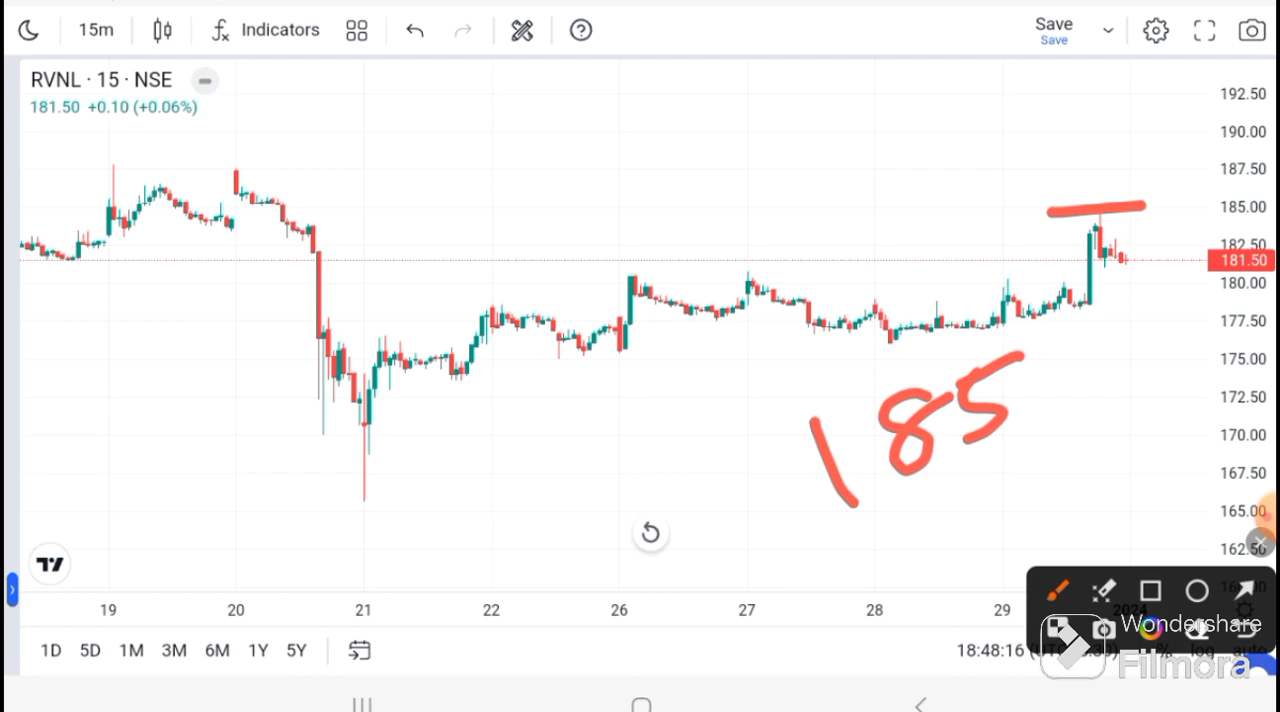 15m Indicators Save
Save
RVNL · 15 · NSE
181.50 +0.10 (+0.06%)
192.50
190.00
187.50
185.00
182.50
181.50
180.00
177.50
175.00
172.50
170.00
167.50
165.00
162.50
185
19 20 21 22 26 27 28 29 2024
1D 5D 1M 3M 6M 1Y 5Y
18:48:16 % log auto
Wondershare
Filmora